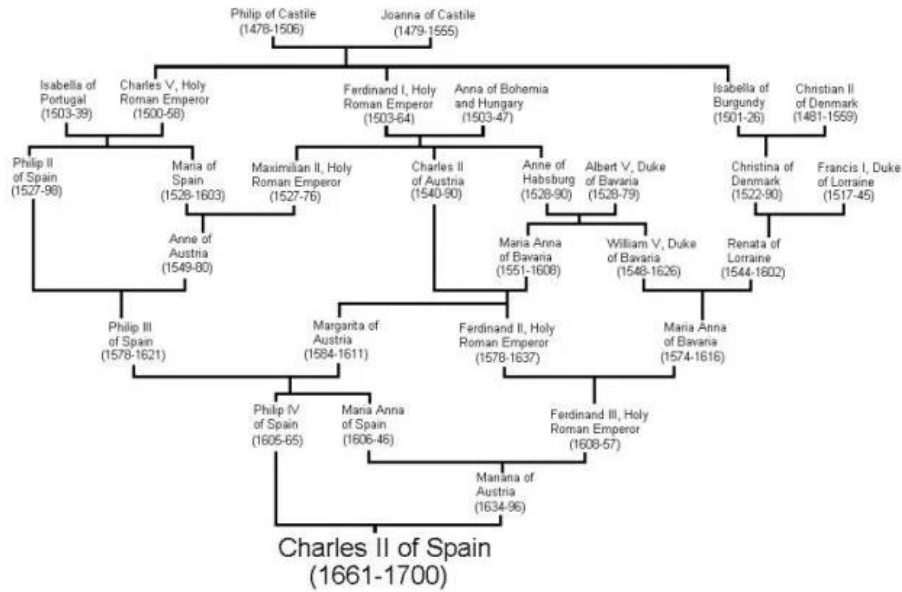 Philip of Castile
(1478-1506)
Joanna of Castile
(1479-1555)
Isabella of
Portugal
(1503-39)
Charles V, Holy
Roman Emperor
(1500-58)
Ferdinand I, Holy
Roman Emperor
(1503-64)
Anna of Bohemia
and Hungary
(1503-47)
Isabella of
Burgundy
(1501-26)
Christian II
of Denmark
(1481-1559)
Philip II
of Spain
(1527-98)
Maria of
Spain
(1528-1603)
Maximilian II, Holy
Roman Emperor
(1527-76)
Charles II
of Austria
(1540-90)
Anne of
Habsburg
(1528-90)
Albert V, Duke
of Bavaria
(1528-79)
Christina of
Denmark
(1522-90)
Francis I, Duke
of Lorraine
(1517-45)
Anne of
Austria
(1549-80)
Maria Anna
of Bavaria
(1551-1608)
William V, Duke
of Bavaria
(1548-1626)
Renata of
Lorraine
(1544-1602)
Philip III
of Spain
(1578-1621)
Margarita of
Austria
(1584-1611)
Ferdinand II, Holy
Roman Emperor
(1578-1637)
Maria Anna
of Bavaria
(1574-1616)
Philip IV
of Spain
(1605-65)
Maria Anna
of Spain
(1606-46)
Ferdinand III, Holy
Roman Emperor
(1608-57)
Mariana of
Austria
(1634-96)
Charles II of Spain
(1661-1700)